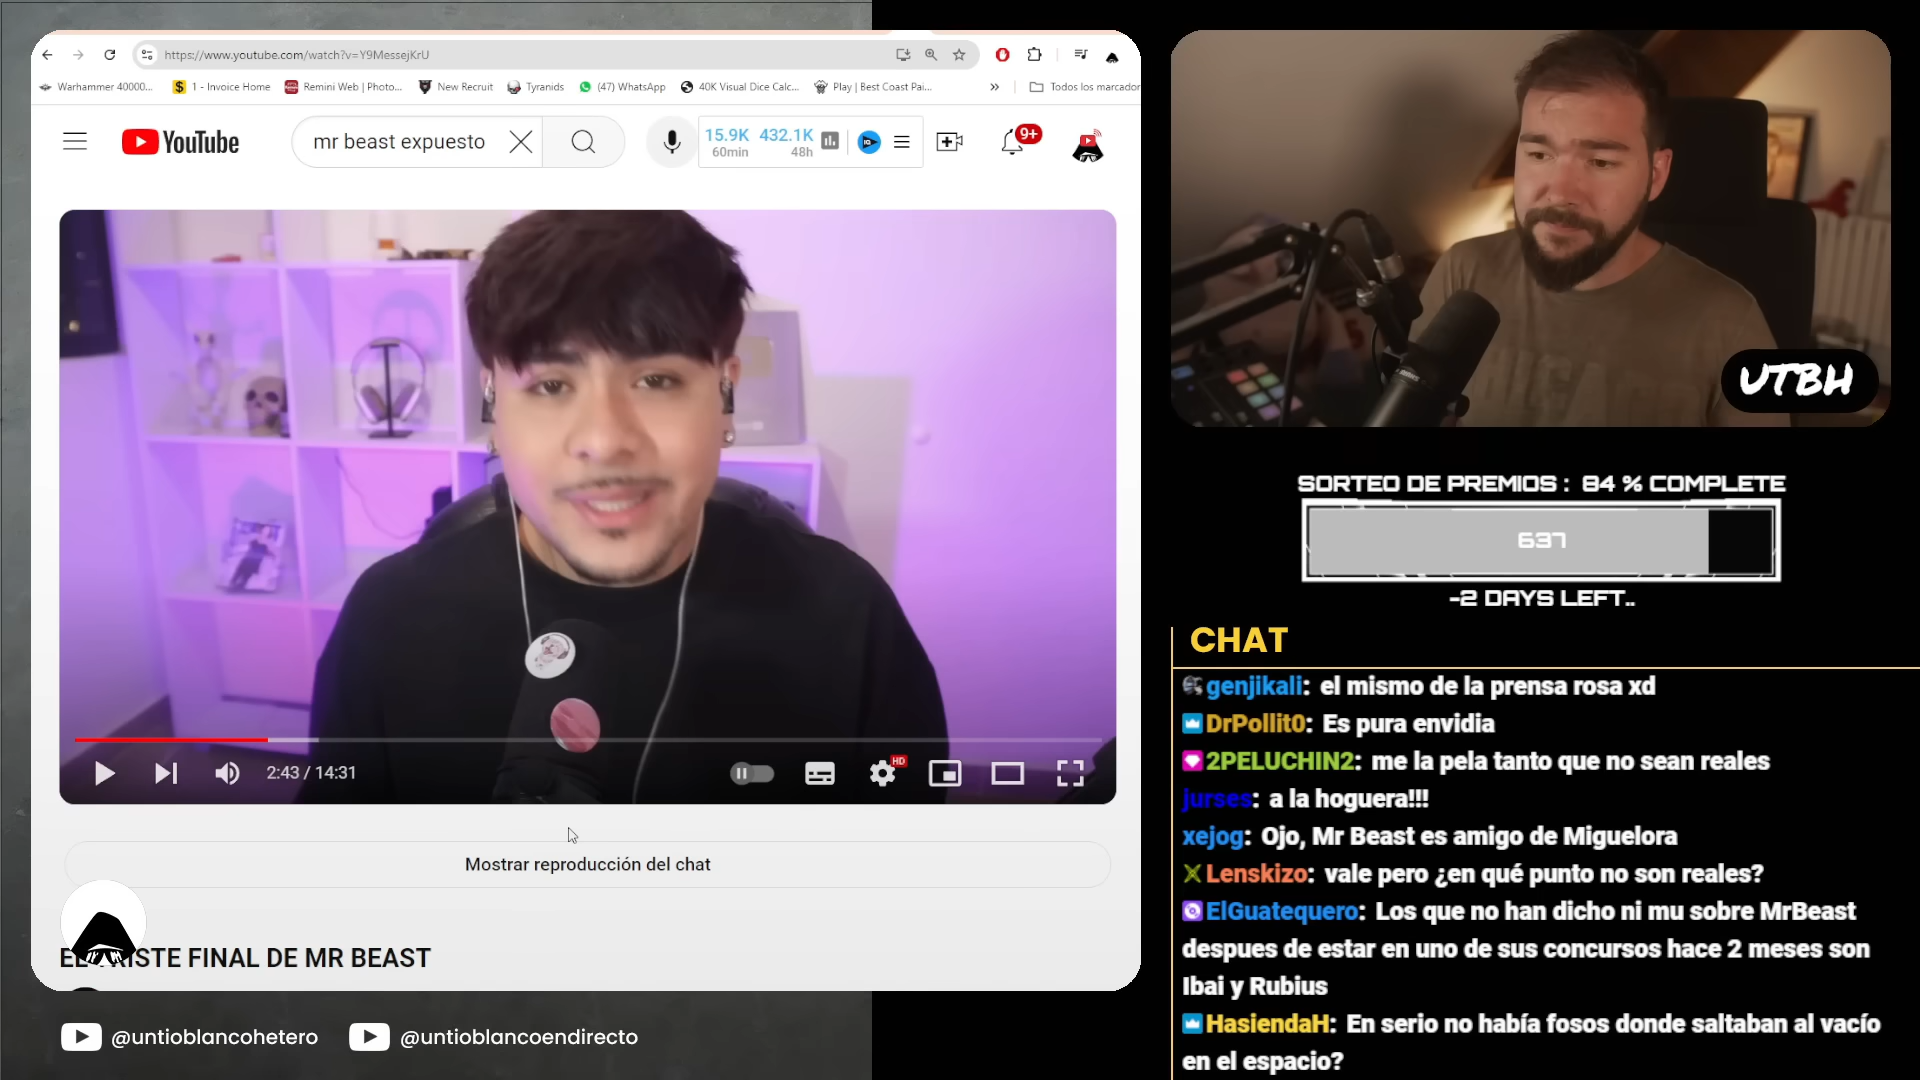 https://www.youtube.com/watch?v=Y9MessejKrU
Warhammer 40000...
1 - Invoice Home
Remini Web | Photo...
New Recruit
Tyranids
(47) WhatsApp
40K Visual Dice Calc...
Play | Best Coast Pai...
Todos los marcador
YouTube
mr beast expuesto
15.9K 432.1K
60min 48h
9+
HD
2:43 / 14:31
Mostrar reproducción del chat
FINAL DE MR BEAST
@untioblancohetero
@untioblancoendirecto
UTBH
SORTEO DE PREMIOS : 84 % COMPLETE
637
-2 DAYS LEFT..
CHAT
genjikali: el mismo de la prensa rosa xd
DrPollit0: Es pura envidia
2PELUCHIN2: me la pela tanto que no sean reales
jurses: a la hoguera!!!
xejog: Ojo, Mr Beast es amigo de Miguelora
Lenskizo: vale pero ¿en qué punto no son reales?
ElGuatequero: Los que no han dicho ni mu sobre MrBeast
despues de estar en uno de sus concursos hace 2 meses son
Ibai y Rubius
HasiendaH: En serio no había fosos donde saltaban al vacío
en el espacio?